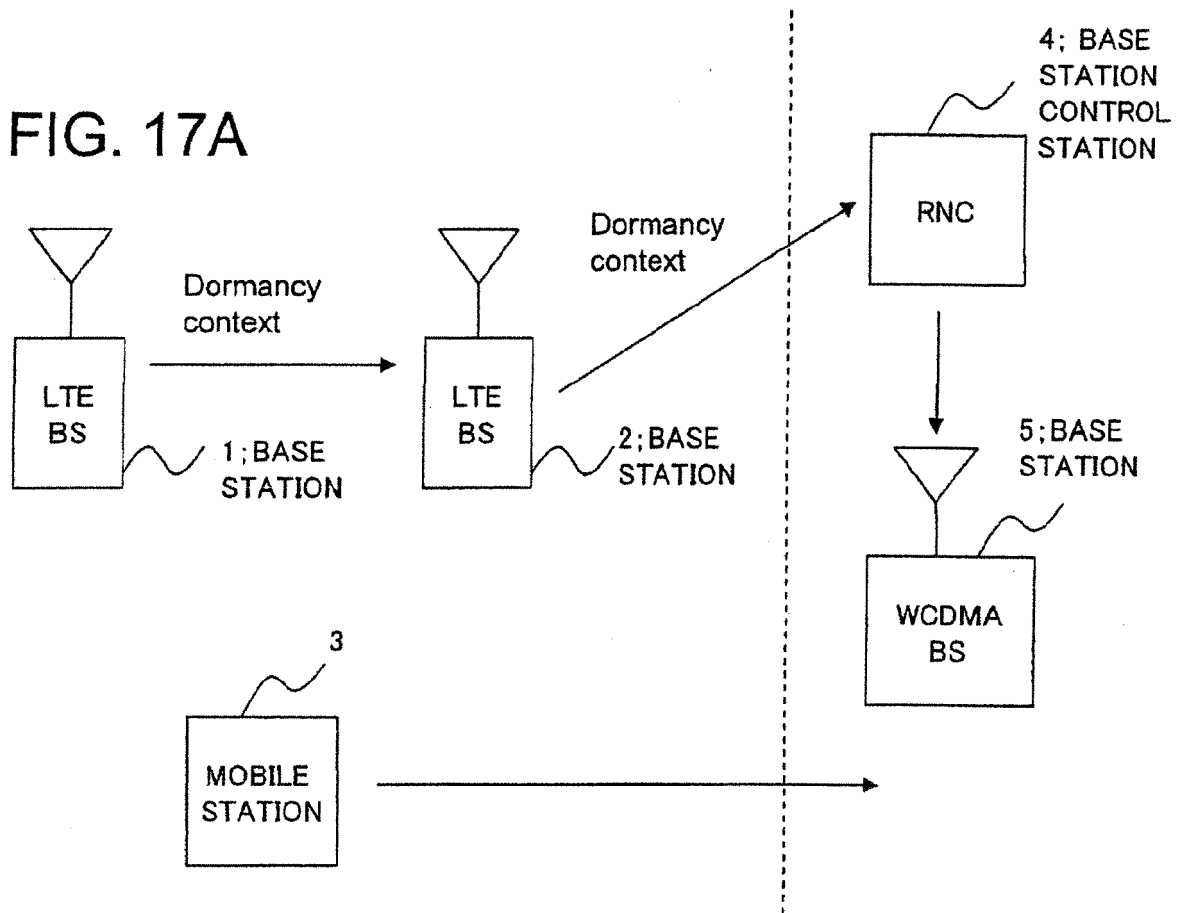 FIG. 17A
4; BASE
STATION
CONTROL
STATION
RNC
Dormancy
context
Dormancy
context
LTE
BS
1;BASE
STATION
LTE
BS
2;BASE
STATION
5;BASE
STATION
WCDMA
BS
3
MOBILE
STATION